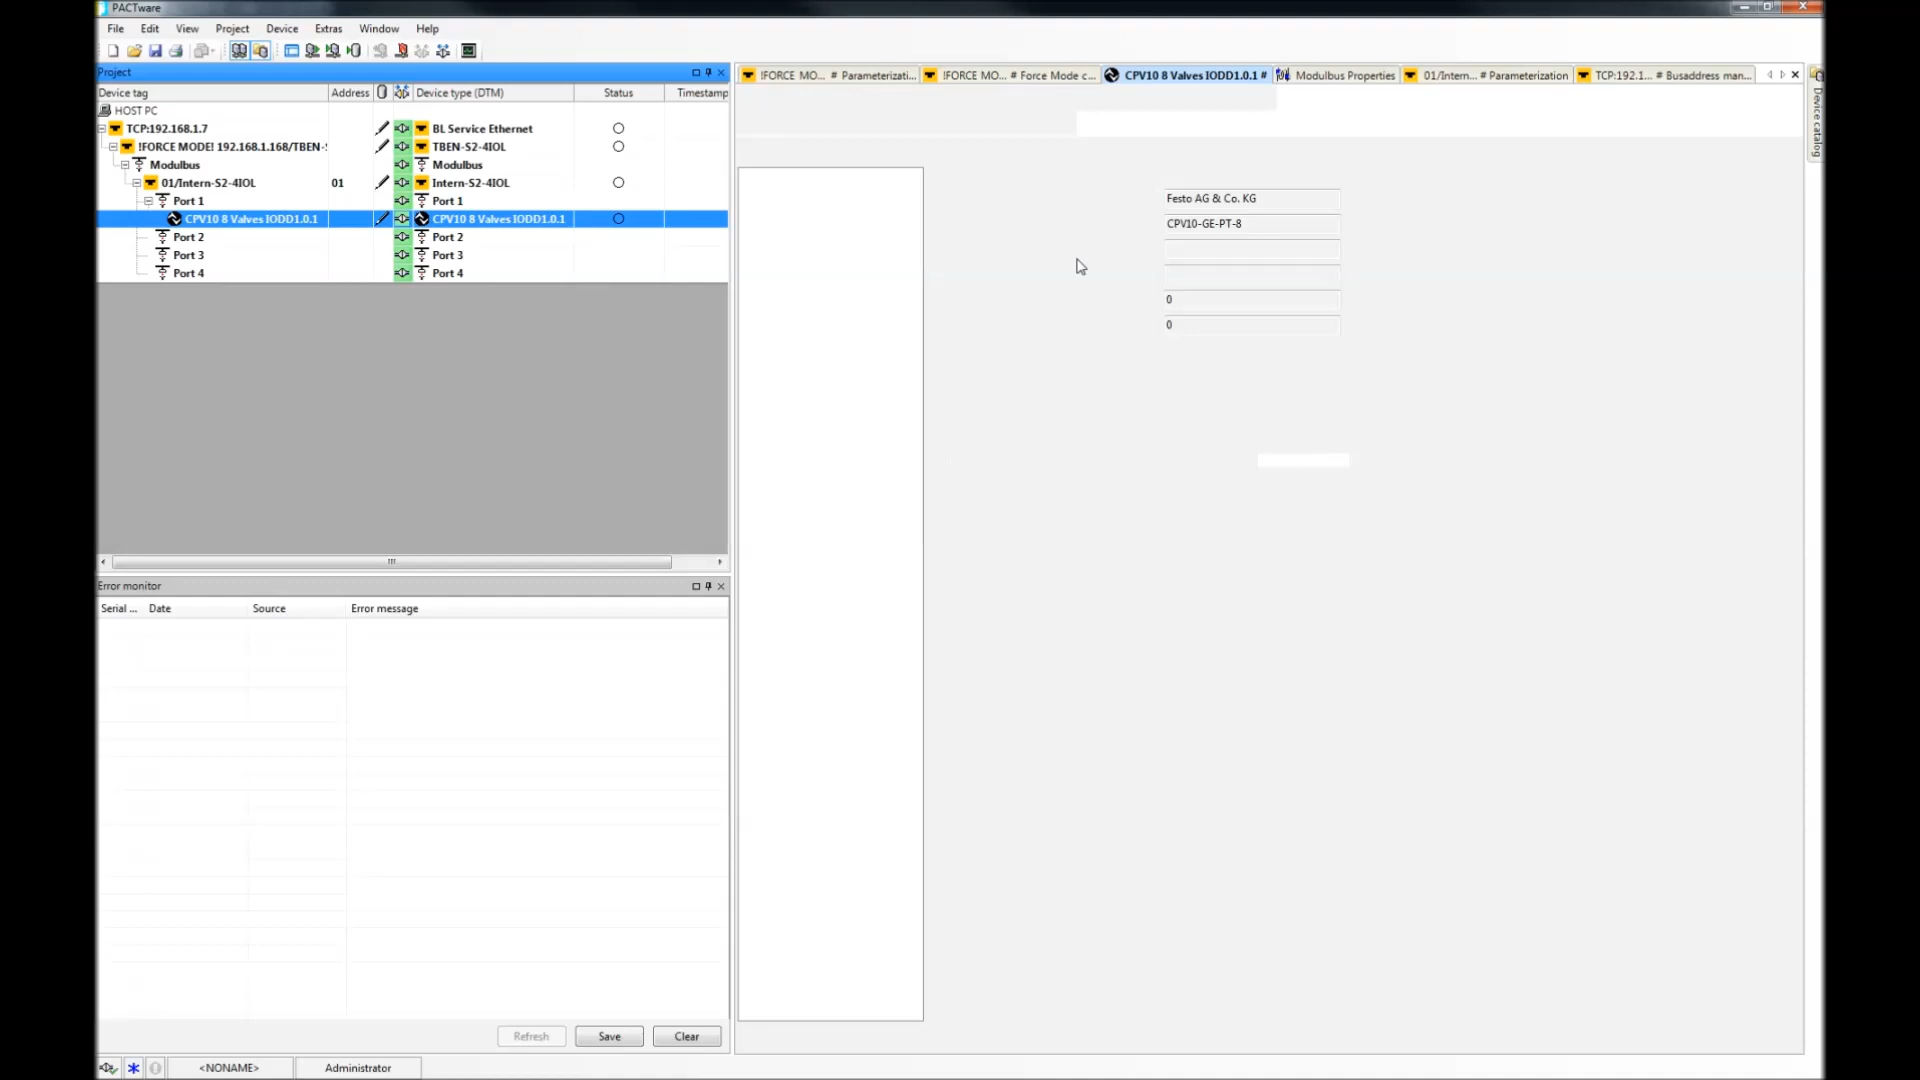 PACTware
File Edit View Project Device Extras Window Help
Project
Device tag Address Device type (DTM) Status Timestamp
HOST PC
TCP:192.168.1.7 BL Service Ethernet
!FORCE MODE! 192.168.1.168/TBEN-S TBEN-S2-4IOL
Modulbus Modulbus
01/Intern-S2-4IOL 01 Intern-S2-4IOL
Port 1 Port 1
CPV10 8 Valves IODD1.0.1 CPV10 8 Valves IODD1.0.1
Port 2 Port 2
Port 3 Port 3
Port 4 Port 4
Error monitor
Serial ... Date Source Error message
Refresh Save Clear
<NONAME> Administrator
!FORCE MO... # Parameterizati... !FORCE MO... # Force Mode c... CPV10 8 Valves IODD1.0.1 # Modulbus Properties 01/Intern... # Parameterization TCP:192.1... # Busaddress man...
Festo AG & Co. KG
CPV10-GE-PT-8
0
0
Device catalog